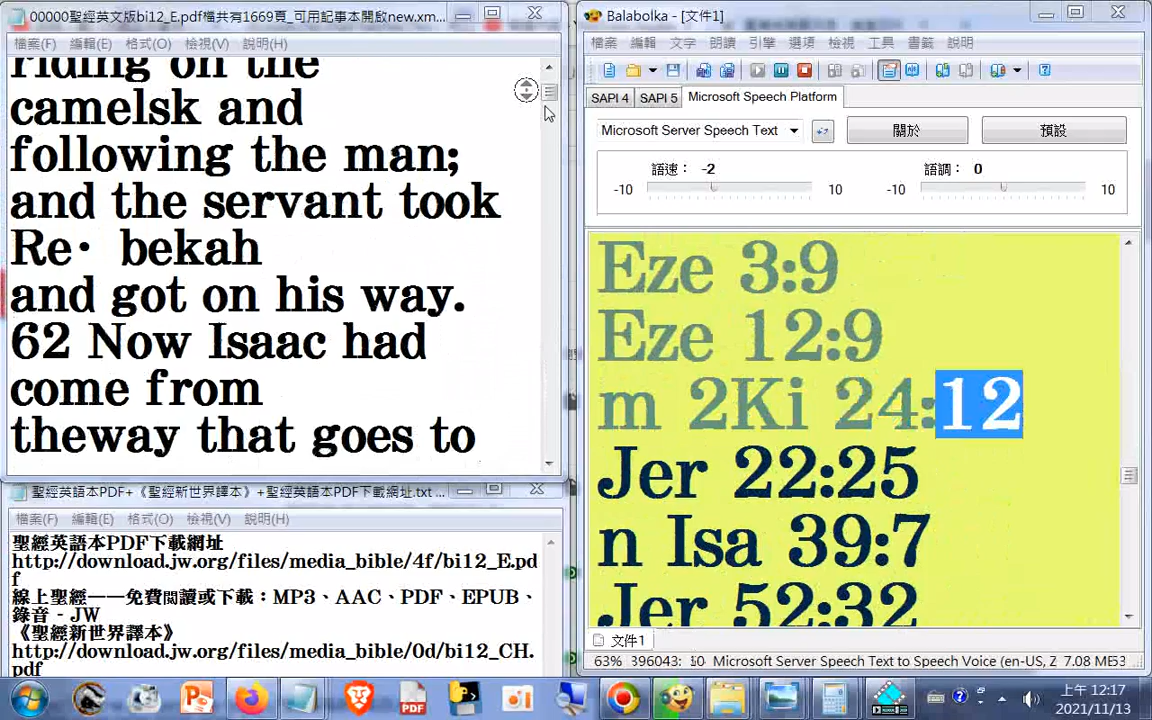 00000聖經英文版bi12_E.pdf檔共有1669頁_可用記事本開啟new.xm...
檔案(F) 編輯(E) 格式(O) 檢視(V) 說明(H)
riding on the
camelsk and
following the man;
and the servant took
Re· bekah
and got on his way.
62 Now Isaac had
come from
theway that goes to
聖經英語本PDF+《聖經新世界譯本》+聖經英語本PDF下載網址.txt ...
檔案(F) 編輯(E) 格式(O) 檢視(V) 說明(H)
聖經英語本PDF下載網址
http://download.jw.org/files/media_bible/4f/bi12_E.pd
f
線上聖經——免費閱讀或下載：MP3、AAC、PDF、EPUB、
錄音 - JW
《聖經新世界譯本》
http://download.jw.org/files/media_bible/0d/bi12_CH.
pdf
Balabolka - [文件1]
檔案 編輯 文字 朗讀 引擎 選項 檢視 工具 書籤 說明
SAPI 4 SAPI 5 Microsoft Speech Platform
Microsoft Server Speech Text 關於 預設
語速： -2 語調： 0
-10 10 -10 10
Eze 3:9
Eze 12:9
m 2Ki 24:12
Jer 22:25
n Isa 39:7
Jer 52:32
文件1
63% 396043: 10 Microsoft Server Speech Text to Speech Voice (en-US, Z 7.08 ME53
上午 12:17
2021/11/13